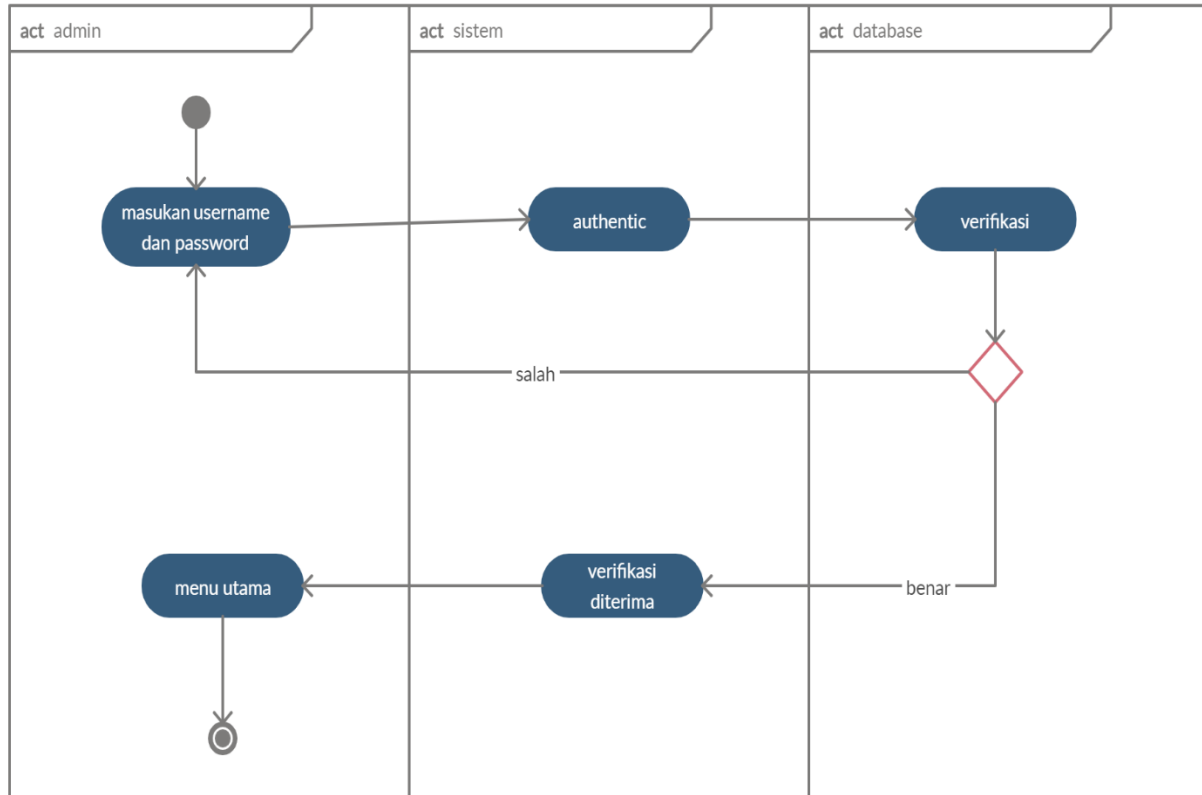 act admin
act sistem
act database
masukan username
dan password
authentic
verifikasi
salah
menu utama
verifikasi
diterima
benar